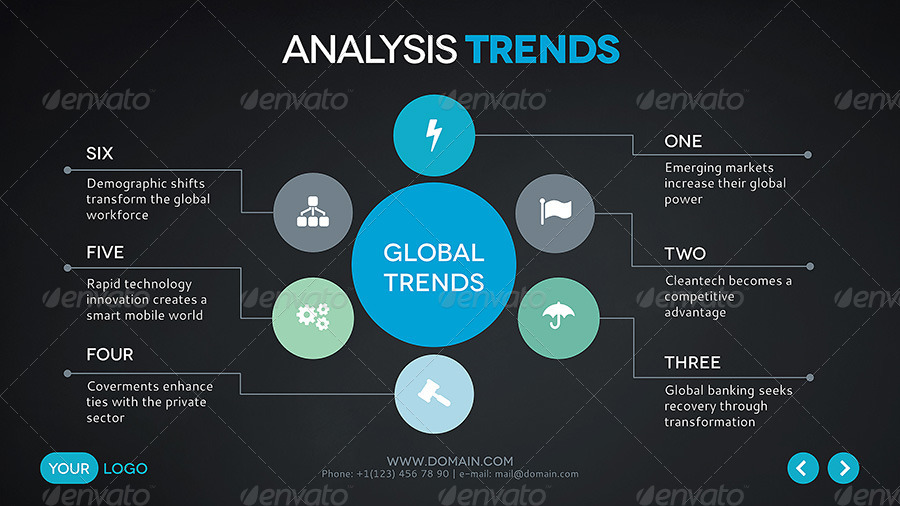 ANALYSIS TRENDS
GLOBAL
TRENDS
ONE
Emerging markets
increase their global
power
TWO
Cleantech becomes a
competitive
advantage
THREE
Global banking seeks
recovery through
transformation
FOUR
Coverments enhance
ties with the private
sector
FIVE
Rapid technology
innovation creates a
smart mobile world
SIX
Demographic shifts
transform the global
workforce
YOUR LOGO
WWW.DOMAIN.COM
Phone: +1(123) 456 78 90 | e-mail: mail@domain.com
envato envato envato envato envato
envato envato envato envato envato
envato envato envato envato envato